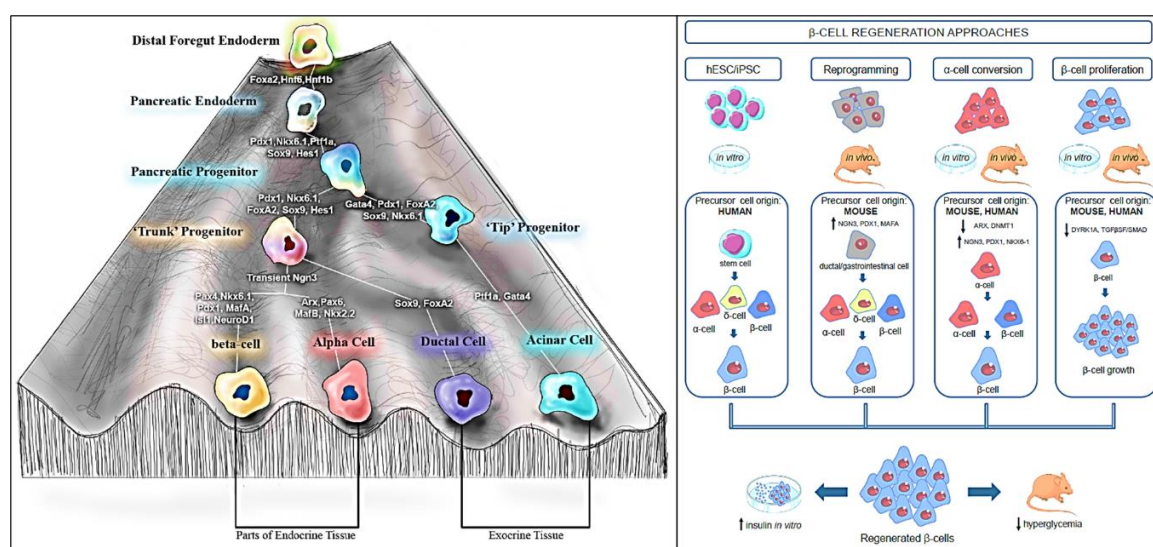 Distal Foregut Endoderm
Foxa2,Hnf6,Hnf1b
Pancreatic Endoderm
Pdx1,Nkx6.1,Ptf1a,
Sox9, Hes1
Pancreatic Progenitor
Pdx1, Nkx6.1,
FoxA2, Sox9, Hes1
Gata4, Pdx1, FoxA2,
Sox9, Nkx6.1
'Trunk' Progenitor
'Tip' Progenitor
Transient Ngn3
Pax4,Nkx6.1,
Pdx1, MafA,
Isl1,NeuroD1
Arx,Pax6,
MafB, Nkx2.2
Sox9, FoxA2
Ptf1a, Gata4
beta-cell
Alpha Cell
Ductal Cell
Acinar Cell
Parts of Endocrine Tissue
Exocrine Tissue
β-CELL REGENERATION APPROACHES
hESC/iPSC
in vitro
Precursor cell origin:
HUMAN
stem cell
α-cell
δ-cell
β-cell
β-cell
Reprogramming
in vivo
Precursor cell origin:
MOUSE
↑ NGN3, PDX1, MAFA
ductal/gastrointestinal cell
α-cell
δ-cell
β-cell
β-cell
α-cell conversion
in vitro
in vivo
Precursor cell origin:
MOUSE, HUMAN
↓ ARX, DNMT1
↑ NGN3, PDX1, NKX6-1
α-cell
α-cell
β-cell
β-cell
β-cell proliferation
in vitro
in vivo
Precursor cell origin:
MOUSE, HUMAN
↓ DYRK1A, TGFβSF/SMAD
β-cell
β-cell growth
↑ insulin in vitro
Regenerated β-cells
↓ hyperglycemia